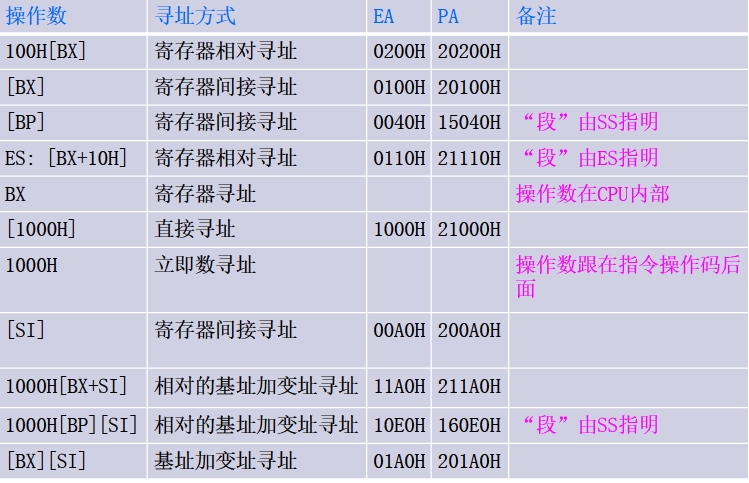 操作数 寻址方式 EA PA 备注
100H[BX] 寄存器相对寻址 0200H 20200H
[BX] 寄存器间接寻址 0100H 20100H
[BP] 寄存器间接寻址 0040H 15040H “段”由SS指明
ES: [BX+10H] 寄存器相对寻址 0110H 21110H “段”由ES指明
BX 寄存器寻址 操作数在CPU内部
[1000H] 直接寻址 1000H 21000H
1000H 立即数寻址 操作数跟在指令操作码后
面
[SI] 寄存器间接寻址 00A0H 200A0H
1000H[BX+SI] 相对的基址加变址寻址 11A0H 211A0H
1000H[BP][SI] 相对的基址加变址寻址 10E0H 160E0H “段”由SS指明
[BX][SI] 基址加变址寻址 01A0H 201A0H